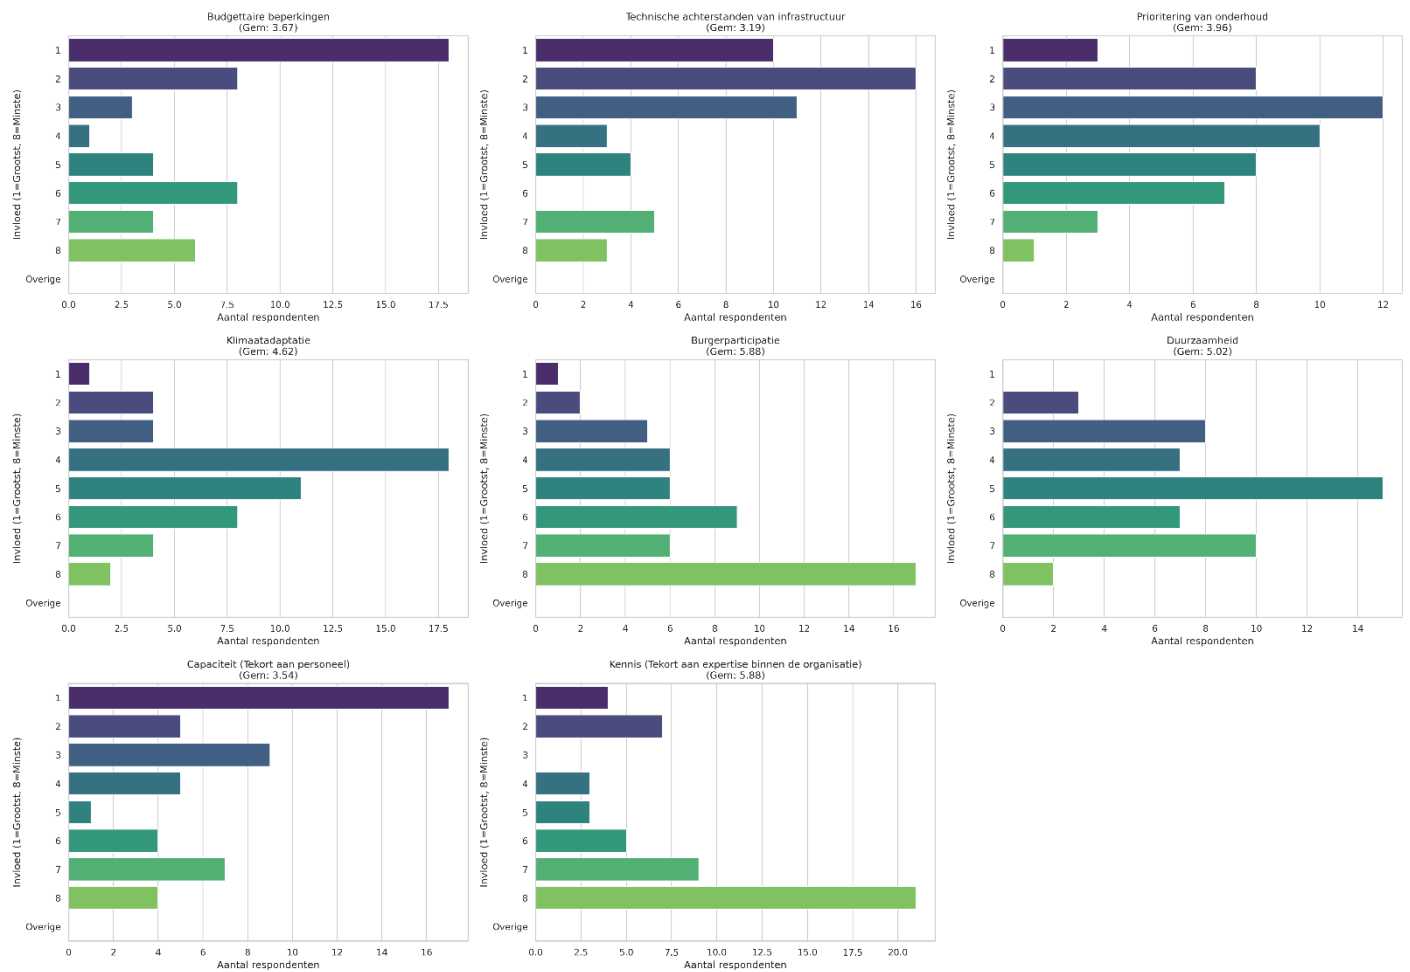 Budgettaire beperkingen
(Gem: 3.67)
Invloed (1=Grootst, 8=Minste)
1
2
3
4
5
6
7
8
Overige
0.0 2.5 5.0 7.5 10.0 12.5 15.0 17.5
Aantal respondenten
Technische achterstanden van infrastructuur
(Gem: 3.19)
Invloed (1=Grootst, 8=Minste)
1
2
3
4
5
6
7
8
Overige
0 2 4 6 8 10 12 14 16
Aantal respondenten
Prioritering van onderhoud
(Gem: 3.96)
Invloed (1=Grootst, 8=Minste)
1
2
3
4
5
6
7
8
Overige
0 2 4 6 8 10 12
Aantal respondenten
Klimaatadaptatie
(Gem: 4.62)
Invloed (1=Grootst, 8=Minste)
1
2
3
4
5
6
7
8
Overige
0.0 2.5 5.0 7.5 10.0 12.5 15.0 17.5
Aantal respondenten
Burgerparticipatie
(Gem: 5.88)
Invloed (1=Grootst, 8=Minste)
1
2
3
4
5
6
7
8
Overige
0 2 4 6 8 10 12 14 16
Aantal respondenten
Duurzaamheid
(Gem: 5.02)
Invloed (1=Grootst, 8=Minste)
1
2
3
4
5
6
7
8
Overige
0 2 4 6 8 10 12 14
Aantal respondenten
Capaciteit (Tekort aan personeel)
(Gem: 3.54)
Invloed (1=Grootst, 8=Minste)
1
2
3
4
5
6
7
8
Overige
0 2 4 6 8 10 12 14 16
Aantal respondenten
Kennis (Tekort aan expertise binnen de organisatie)
(Gem: 5.88)
Invloed (1=Grootst, 8=Minste)
1
2
3
4
5
6
7
8
Overige
0.0 2.5 5.0 7.5 10.0 12.5 15.0 17.5 20.0
Aantal respondenten